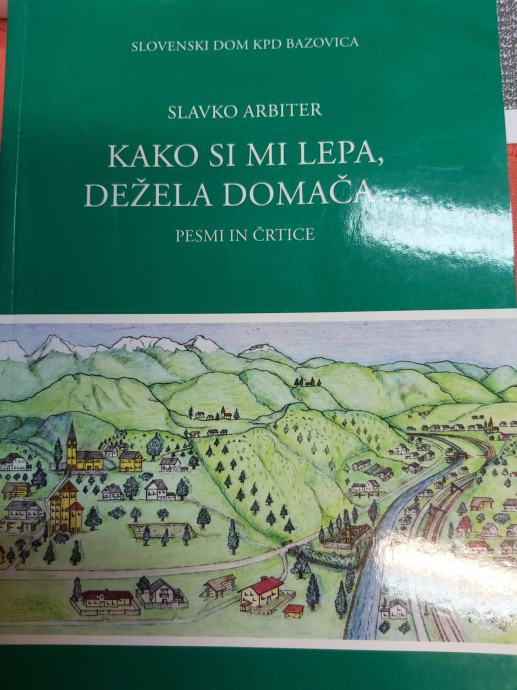 SLOVENSKI DOM KPD BAZOVICA
SLAVKO ARBITER
KAKO SI MI LEPA,
DEŽELA DOMAČA...
PESMI IN ČRTICE